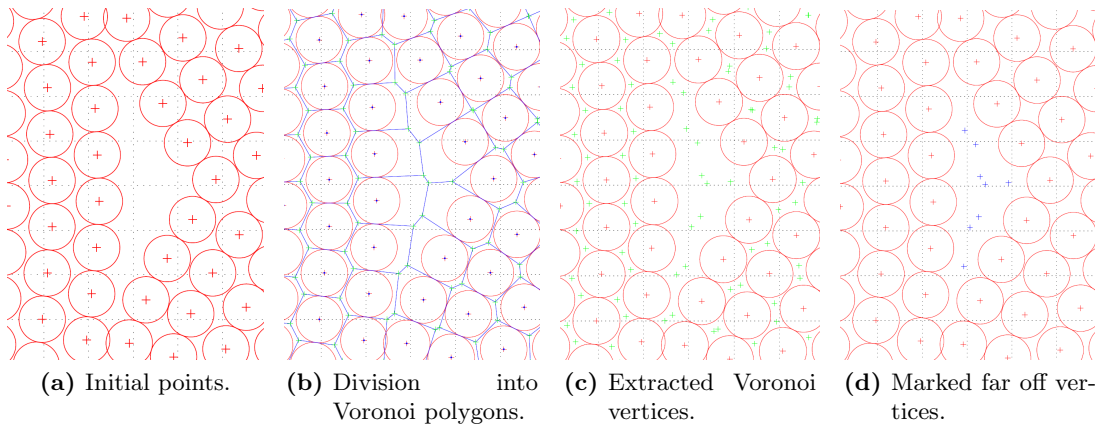 (a) Initial points.
(b) Division into
Voronoi polygons.
(c) Extracted Voronoi
vertices.
(d) Marked far off ver-
tices.